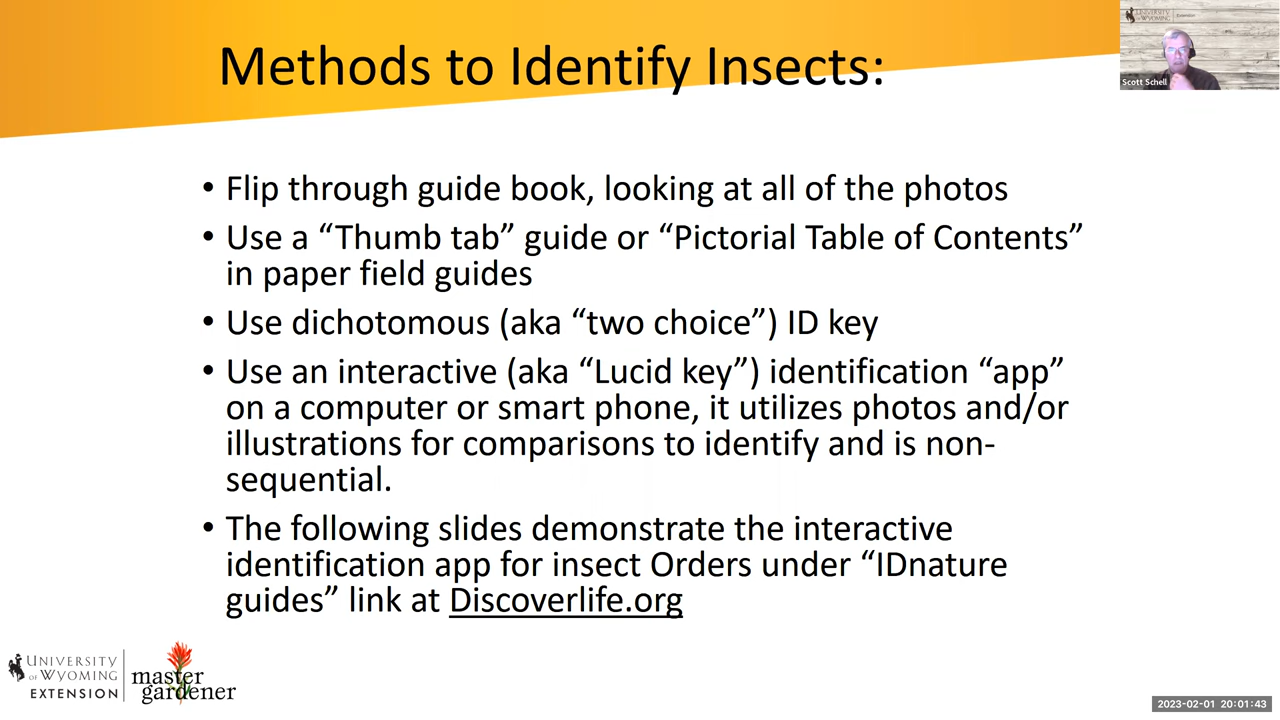 Methods to Identify Insects:
UNIVERSITY
OF WYOMING
Extension
Scott Schell
• Flip through guide book, looking at all of the photos
• Use a “Thumb tab” guide or “Pictorial Table of Contents”
in paper field guides
• Use dichotomous (aka “two choice”) ID key
• Use an interactive (aka “Lucid key”) identification “app”
on a computer or smart phone, it utilizes photos and/or
illustrations for comparisons to identify and is non-
sequential.
• The following slides demonstrate the interactive
identification app for insect Orders under “IDnature
guides” link at Discoverlife.org
UNIVERSITY
OF WYOMING
EXTENSION
master
gardener
2023-02-01 20:01:43